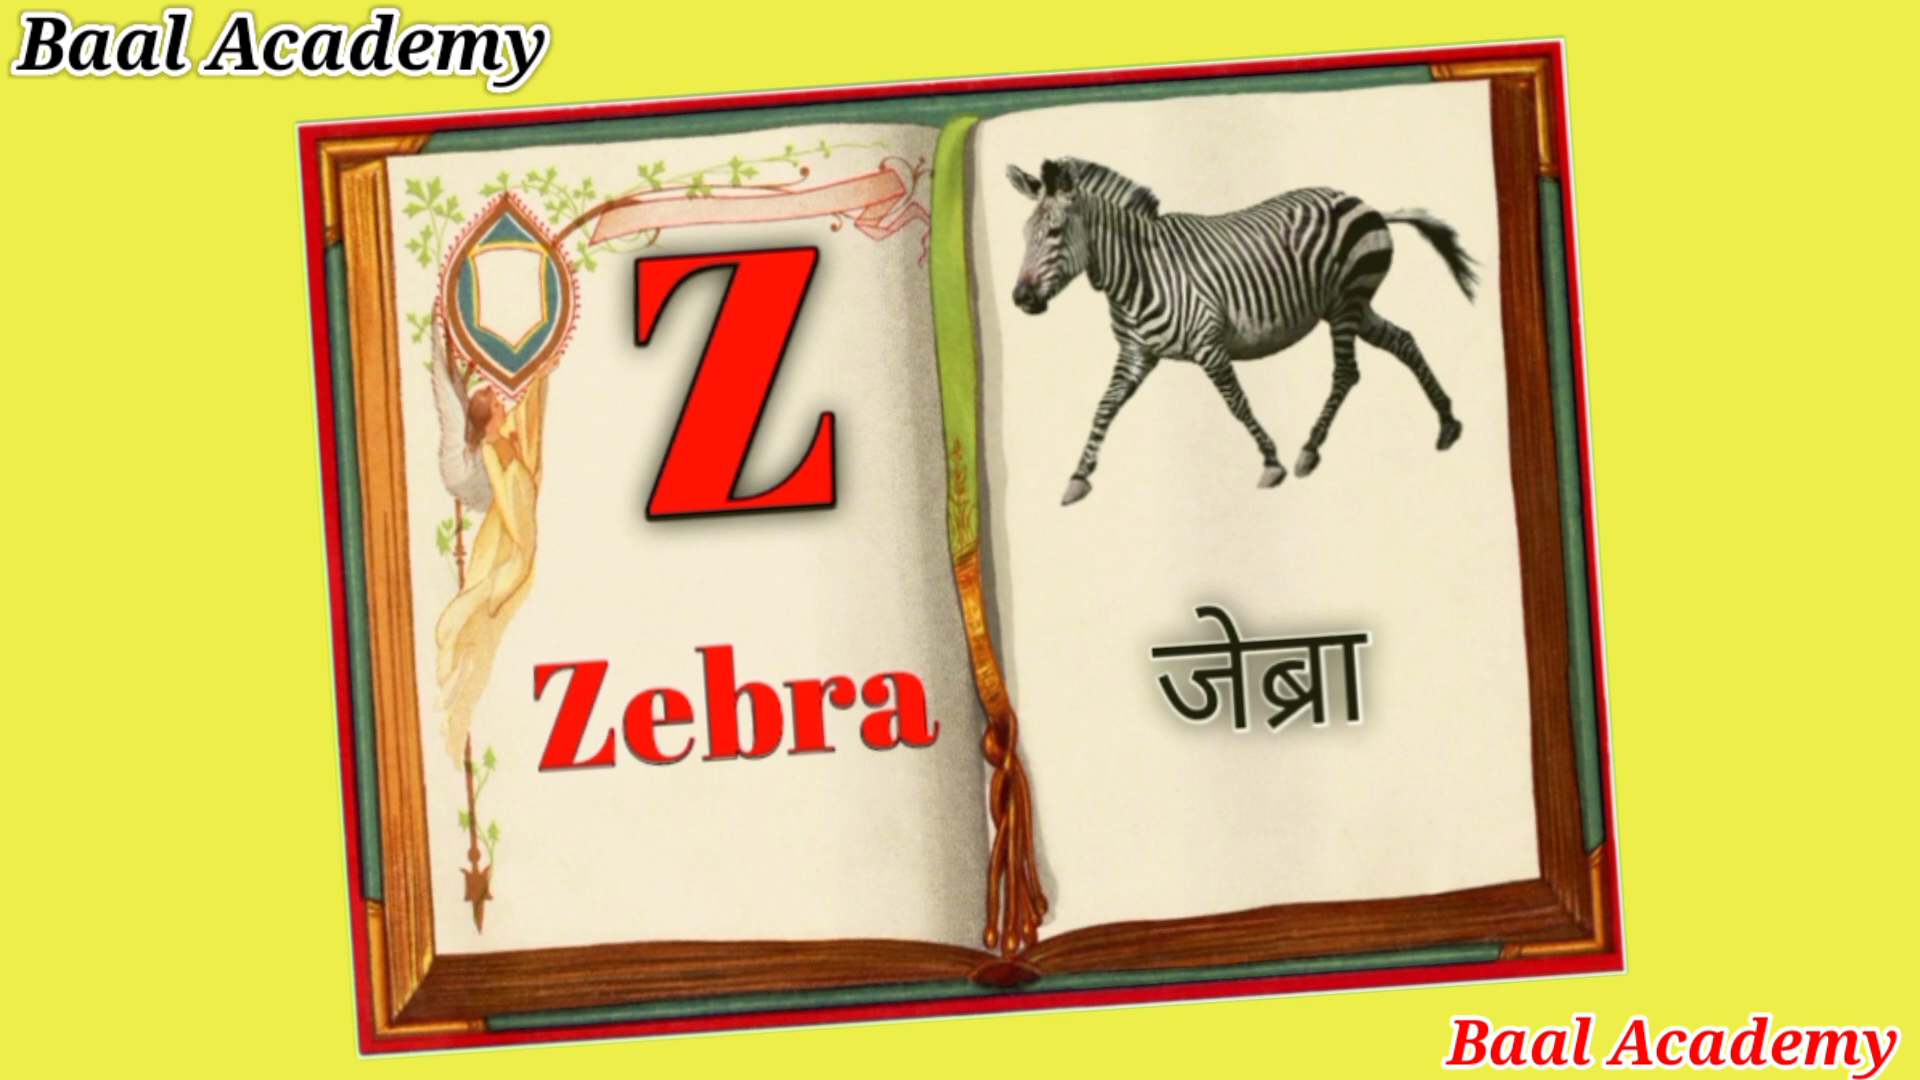 Baal Academy
Z
Zebra
जेब्रा
Baal Academy